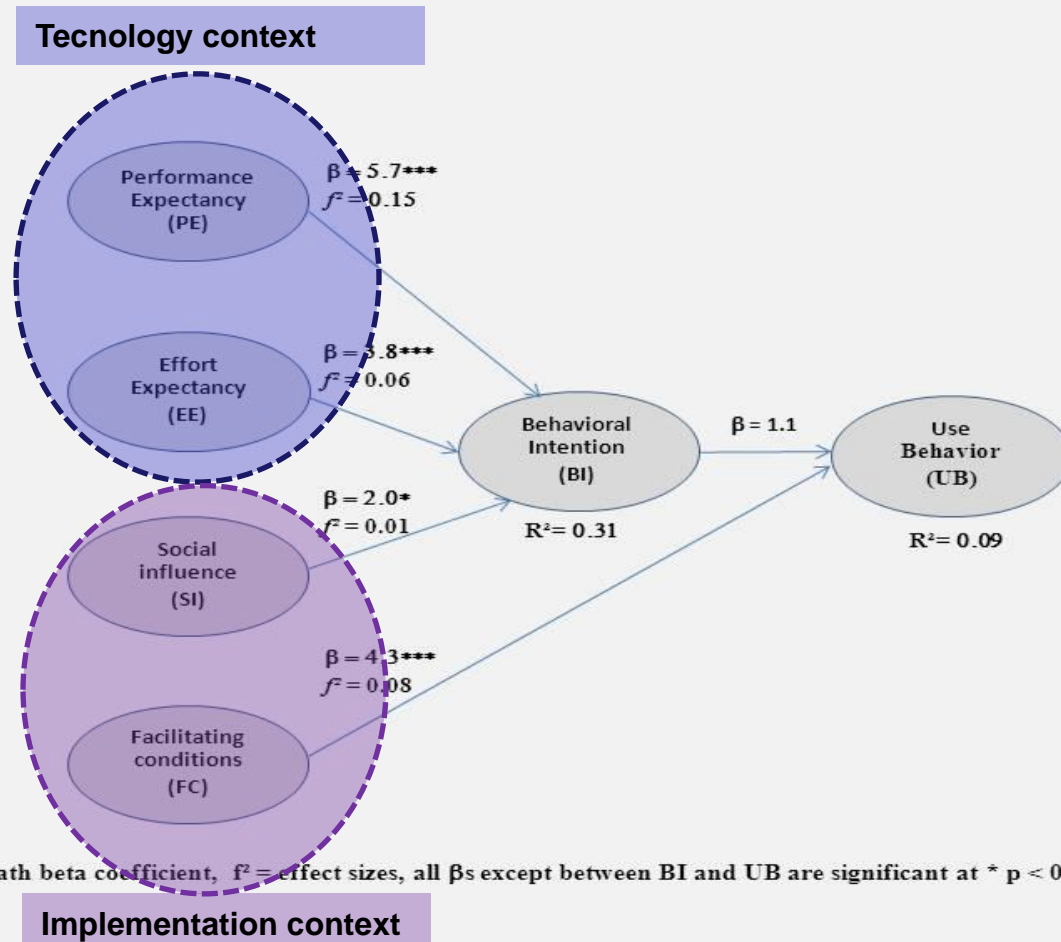 Tecnology context
Performance
Expectancy
(PE)
β = 5.7***
f² = 0.15
Effort
Expectancy
(EE)
β = 3.8***
f² = 0.06
Behavioral
Intention
(BI)
R²= 0.31
β = 1.1
Use
Behavior
(UB)
R²= 0.09
Social
influence
(SI)
β = 2.0*
f² = 0.01
Facilitating
conditions
(FC)
β = 4.3***
f² = 0.08
ath beta coefficient, f² = effect sizes, all βs except between BI and UB are significant at * p < 0
Implementation context